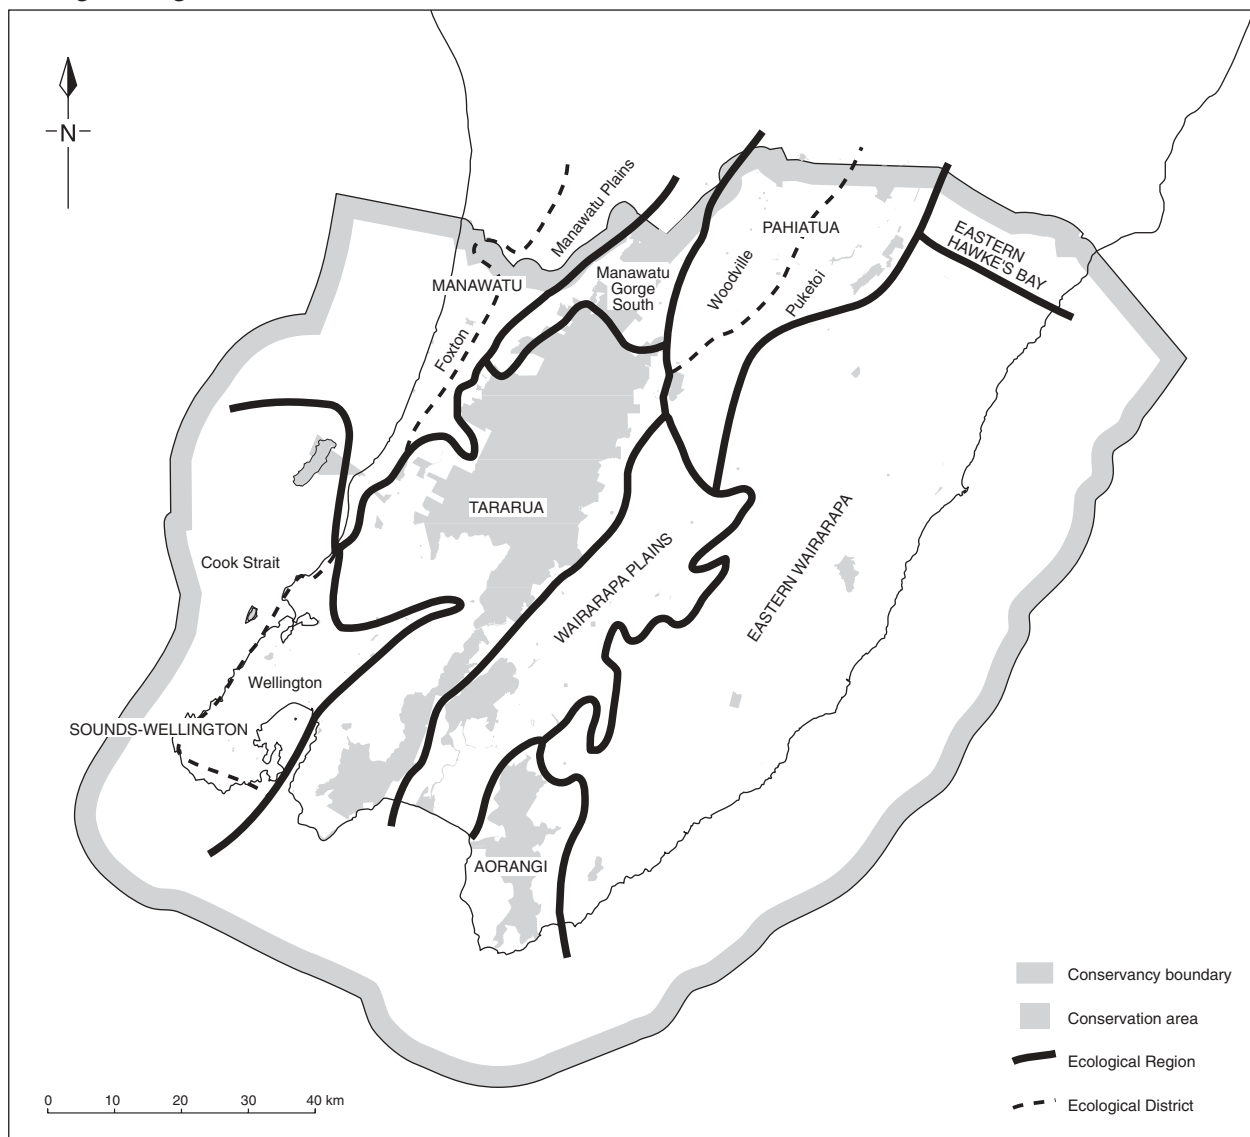 N
Manawatu Plains
PAHIATUA
EASTERN
HAWKE'S BAY
MANAWATU
Manawatu
Gorge
South
Woodville
Puketoi
Foxton
TARARUA
Cook Strait
WAIRARAPA PLAINS
EASTERN WAIRARAPA
Wellington
SOUNDS-WELLINGTON
AORANGI
Conservancy boundary
Conservation area
Ecological Region
Ecological District
0 10 20 30 40 km